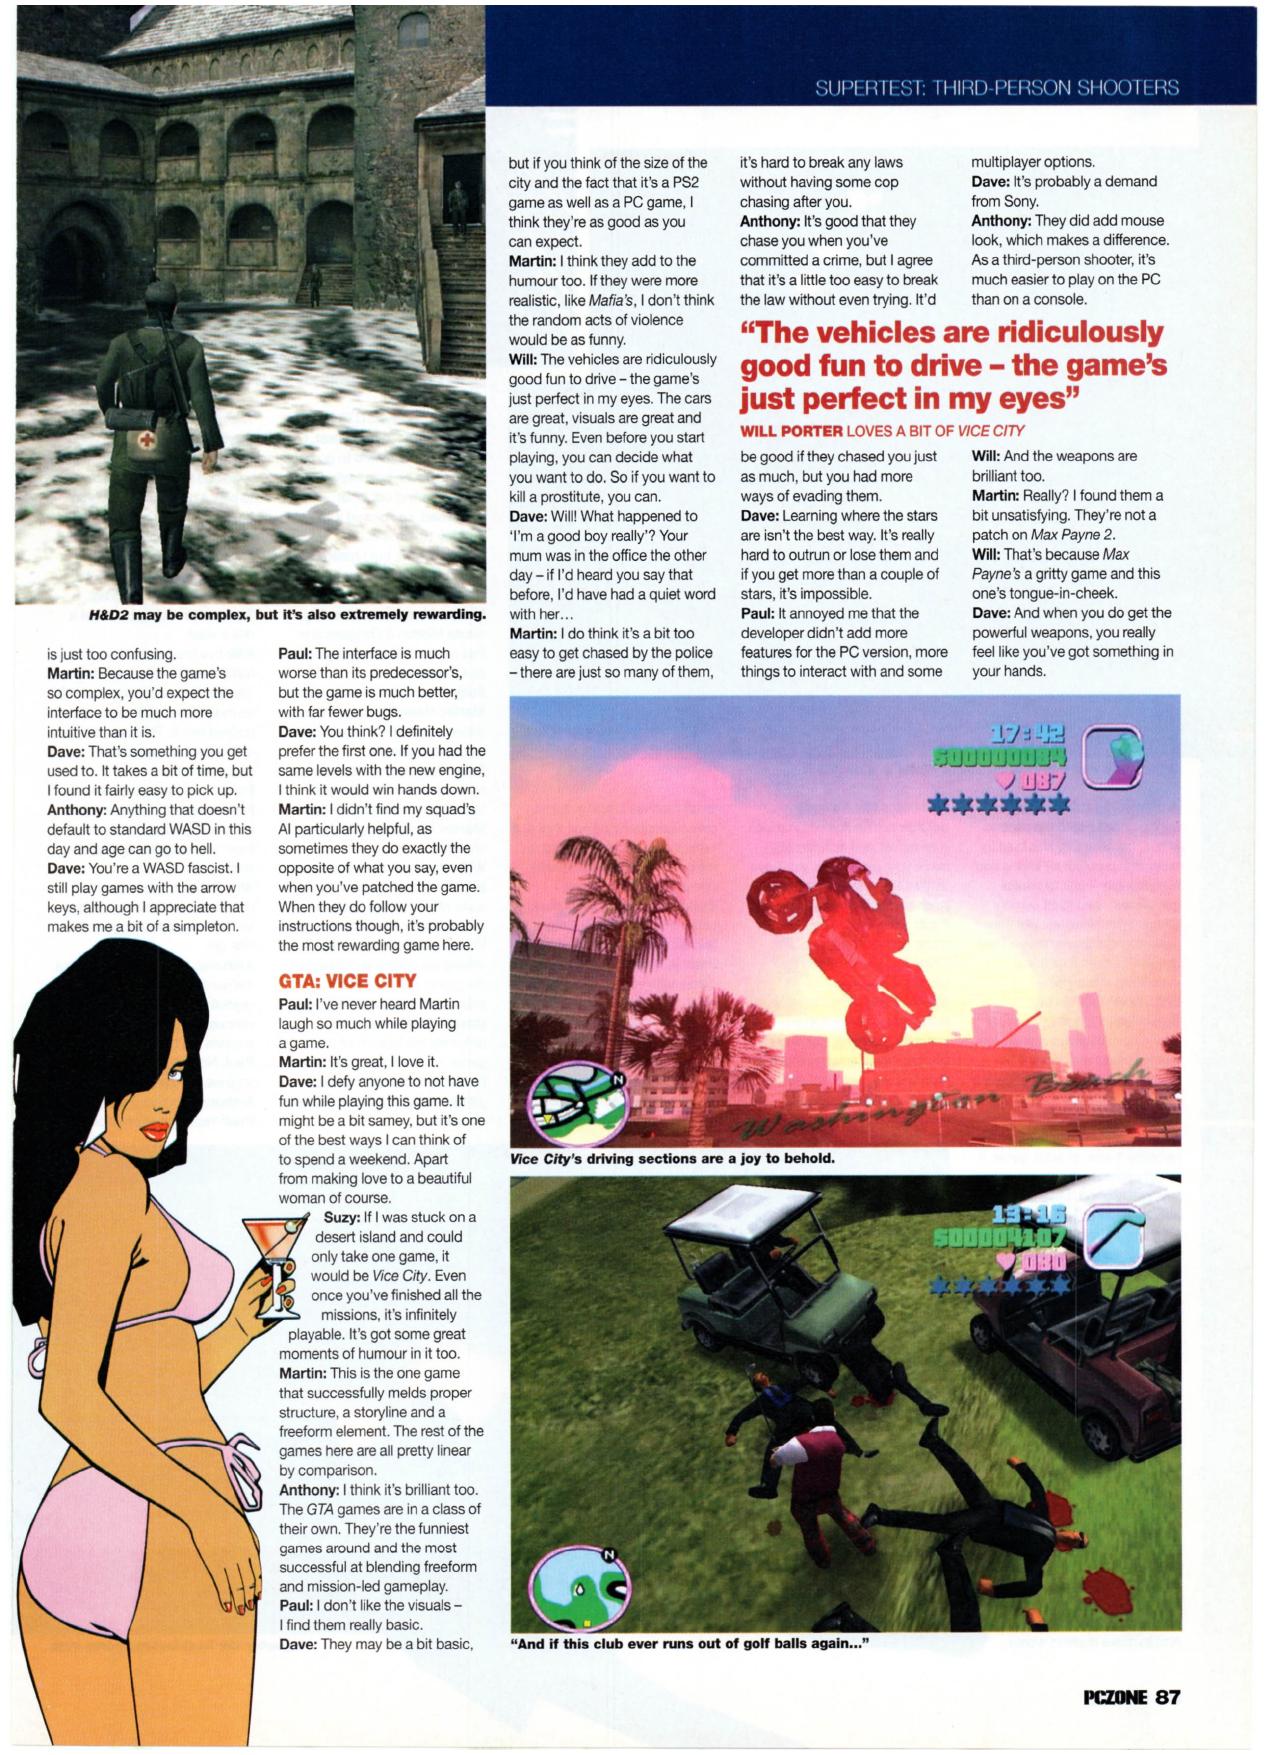 SUPERTEST: THIRD-PERSON SHOOTERS
H&D2 may be complex, but it's also extremely rewarding.
is just too confusing.
Martin: Because the game's
so complex, you'd expect the
interface to be much more
intuitive than it is.
Dave: That's something you get
used to. It takes a bit of time, but
I found it fairly easy to pick up.
Anthony: Anything that doesn't
default to standard WASD in this
day and age can go to hell.
Dave: You're a WASD fascist. I
still play games with the arrow
keys, although I appreciate that
makes me a bit of a simpleton.
Paul: The interface is much
worse than its predecessor's,
but the game is much better,
with far fewer bugs.
Dave: You think? I definitely
prefer the first one. If you had the
same levels with the new engine,
I think it would win hands down.
Martin: I didn't find my squad's
AI particularly helpful, as
sometimes they do exactly the
opposite of what you say, even
when you've patched the game.
When they do follow your
instructions though, it's probably
the most rewarding game here.
GTA: VICE CITY
Paul: I've never heard Martin
laugh so much while playing
a game.
Martin: It's great, I love it.
Dave: I defy anyone to not have
fun while playing this game. It
might be a bit samey, but it's one
of the best ways I can think of
to spend a weekend. Apart
from making love to a beautiful
woman of course.
Suzy: If I was stuck on a
desert island and could
only take one game, it
would be Vice City. Even
once you've finished all the
missions, it's infinitely
playable. It's got some great
moments of humour in it too.
Martin: This is the one game
that successfully melds proper
structure, a storyline and a
freeform element. The rest of the
games here are all pretty linear
by comparison.
Anthony: I think it's brilliant too.
The GTA games are in a class of
their own. They're the funniest
games around and the most
successful at blending freeform
and mission-led gameplay.
Paul: I don't like the visuals –
I find them really basic.
Dave: They may be a bit basic,
but if you think of the size of the
city and the fact that it's a PS2
game as well as a PC game, I
think they're as good as you
can expect.
Martin: I think they add to the
humour too. If they were more
realistic, like Mafia's, I don't think
the random acts of violence
would be as funny.
Will: The vehicles are ridiculously
good fun to drive – the game's
just perfect in my eyes. The cars
are great, visuals are great and
it's funny. Even before you start
playing, you can decide what
you want to do. So if you want to
kill a prostitute, you can.
Dave: Will! What happened to
'I'm a good boy really'? Your
mum was in the office the other
day – if I'd heard you say that
before, I'd have had a quiet word
with her...
Martin: I do think it's a bit too
easy to get chased by the police
– there are just so many of them,
it's hard to break any laws
without having some cop
chasing after you.
Anthony: It's good that they
chase you when you've
committed a crime, but I agree
that it's a little too easy to break
the law without even trying. It'd
be good if they chased you just
as much, but you had more
ways of evading them.
Dave: Learning where the stars
are isn't the best way. It's really
hard to outrun or lose them and
if you get more than a couple of
stars, it's impossible.
Paul: It annoyed me that the
developer didn't add more
features for the PC version, more
things to interact with and some
multiplayer options.
Dave: It's probably a demand
from Sony.
Anthony: They did add mouse
look, which makes a difference.
As a third-person shooter, it's
much easier to play on the PC
than on a console.
"The vehicles are ridiculously
good fun to drive – the game's
just perfect in my eyes"
WILL PORTER LOVES A BIT OF VICE CITY
Will: And the weapons are
brilliant too.
Martin: Really? I found them a
bit unsatisfying. They're not a
patch on Max Payne 2.
Will: That's because Max
Payne's a gritty game and this
one's tongue-in-cheek.
Dave: And when you do get the
powerful weapons, you really
feel like you've got something in
your hands.
17:42
$00000084
087
N
Washington Beach
Vice City's driving sections are a joy to behold.
13:16
$00004107
080
N
"And if this club ever runs out of golf balls again..."
PCZONE 87